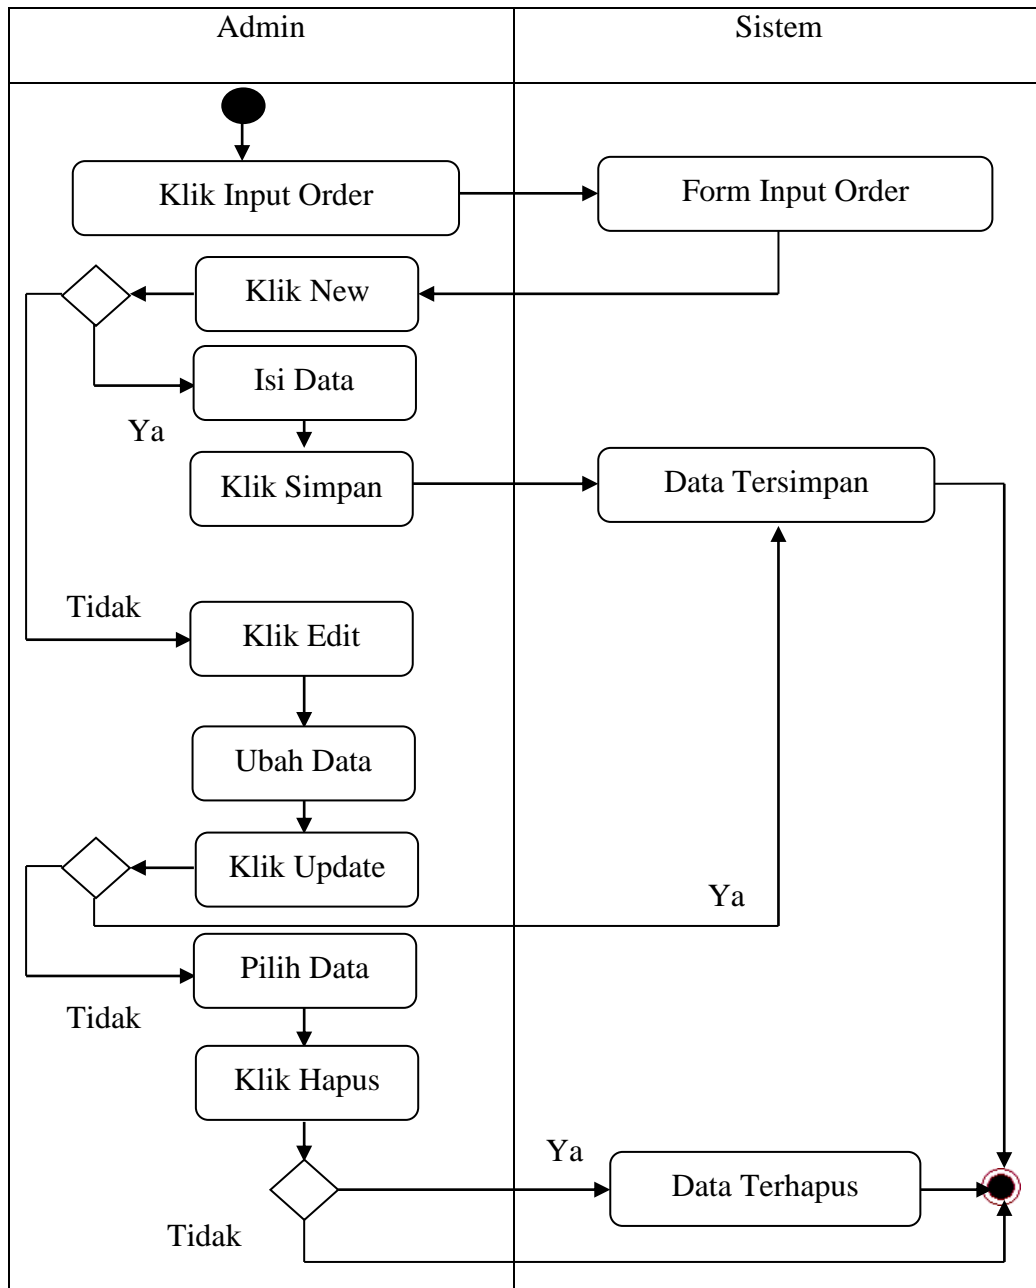 Admin
Sistem
Klik Input Order
Form Input Order
Klik New
Isi Data
Ya
Klik Simpan
Data Tersimpan
Tidak
Klik Edit
Ubah Data
Klik Update
Ya
Pilih Data
Tidak
Klik Hapus
Ya
Data Terhapus
Tidak